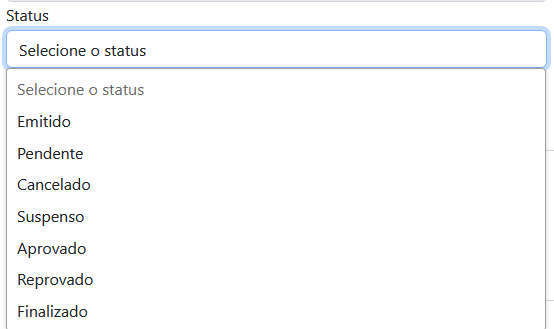 Status
Selecione o status
Selecione o status
Emitido
Pendente
Cancelado
Suspenso
Aprovado
Reprovado
Finalizado